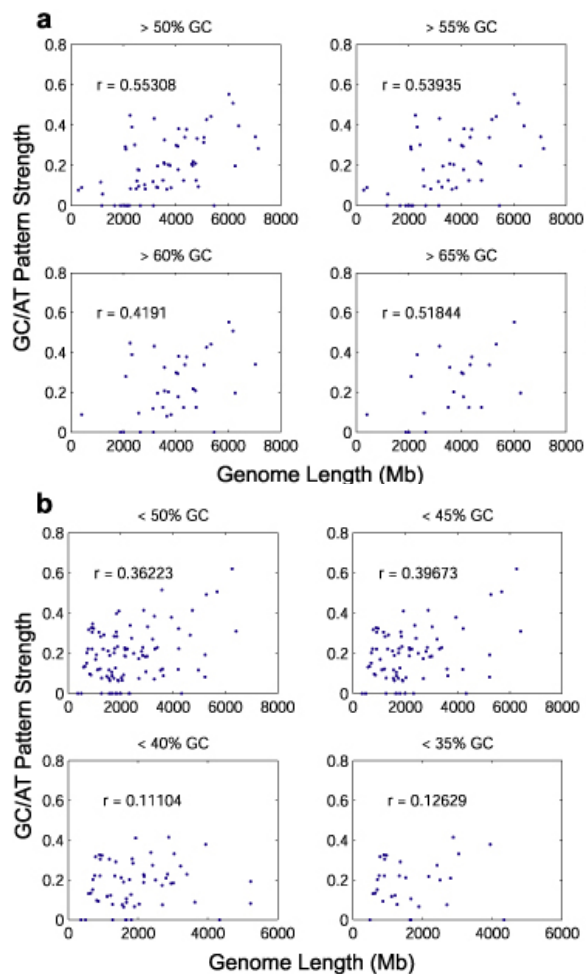 a
> 50% GC
> 55% GC
0.8
0.6
0.4
0.2
0
r = 0.55308
0 2000 4000 6000 8000
0.8
0.6
0.4
0.2
0
r = 0.53935
0 2000 4000 6000 8000
> 60% GC
> 65% GC
0.8
0.6
0.4
0.2
0
r = 0.4191
0 2000 4000 6000 8000
0.8
0.6
0.4
0.2
0
r = 0.51844
0 2000 4000 6000 8000
GC/AT Pattern Strength
Genome Length (Mb)
b
< 50% GC
< 45% GC
0.8
0.6
0.4
0.2
0
r = 0.36223
0 2000 4000 6000 8000
0.8
0.6
0.4
0.2
0
r = 0.39673
0 2000 4000 6000 8000
< 40% GC
< 35% GC
0.8
0.6
0.4
0.2
0
r = 0.11104
0 2000 4000 6000 8000
0.8
0.6
0.4
0.2
0
r = 0.12629
0 2000 4000 6000 8000
GC/AT Pattern Strength
Genome Length (Mb)